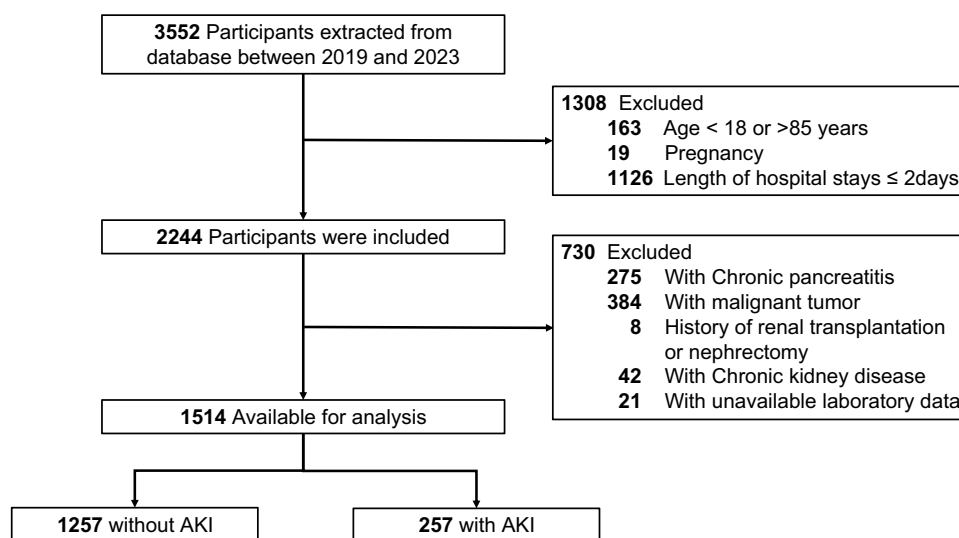 3552 Participants extracted from
database between 2019 and 2023
1308 Excluded
163 Age < 18 or >85 years
19 Pregnancy
1126 Length of hospital stays ≤ 2days
2244 Participants were included
730 Excluded
275 With Chronic pancreatitis
384 With malignant tumor
8 History of renal transplantation
or nephrectomy
42 With Chronic kidney disease
21 With unavailable laboratory data
1514 Available for analysis
1257 without AKI
257 with AKI